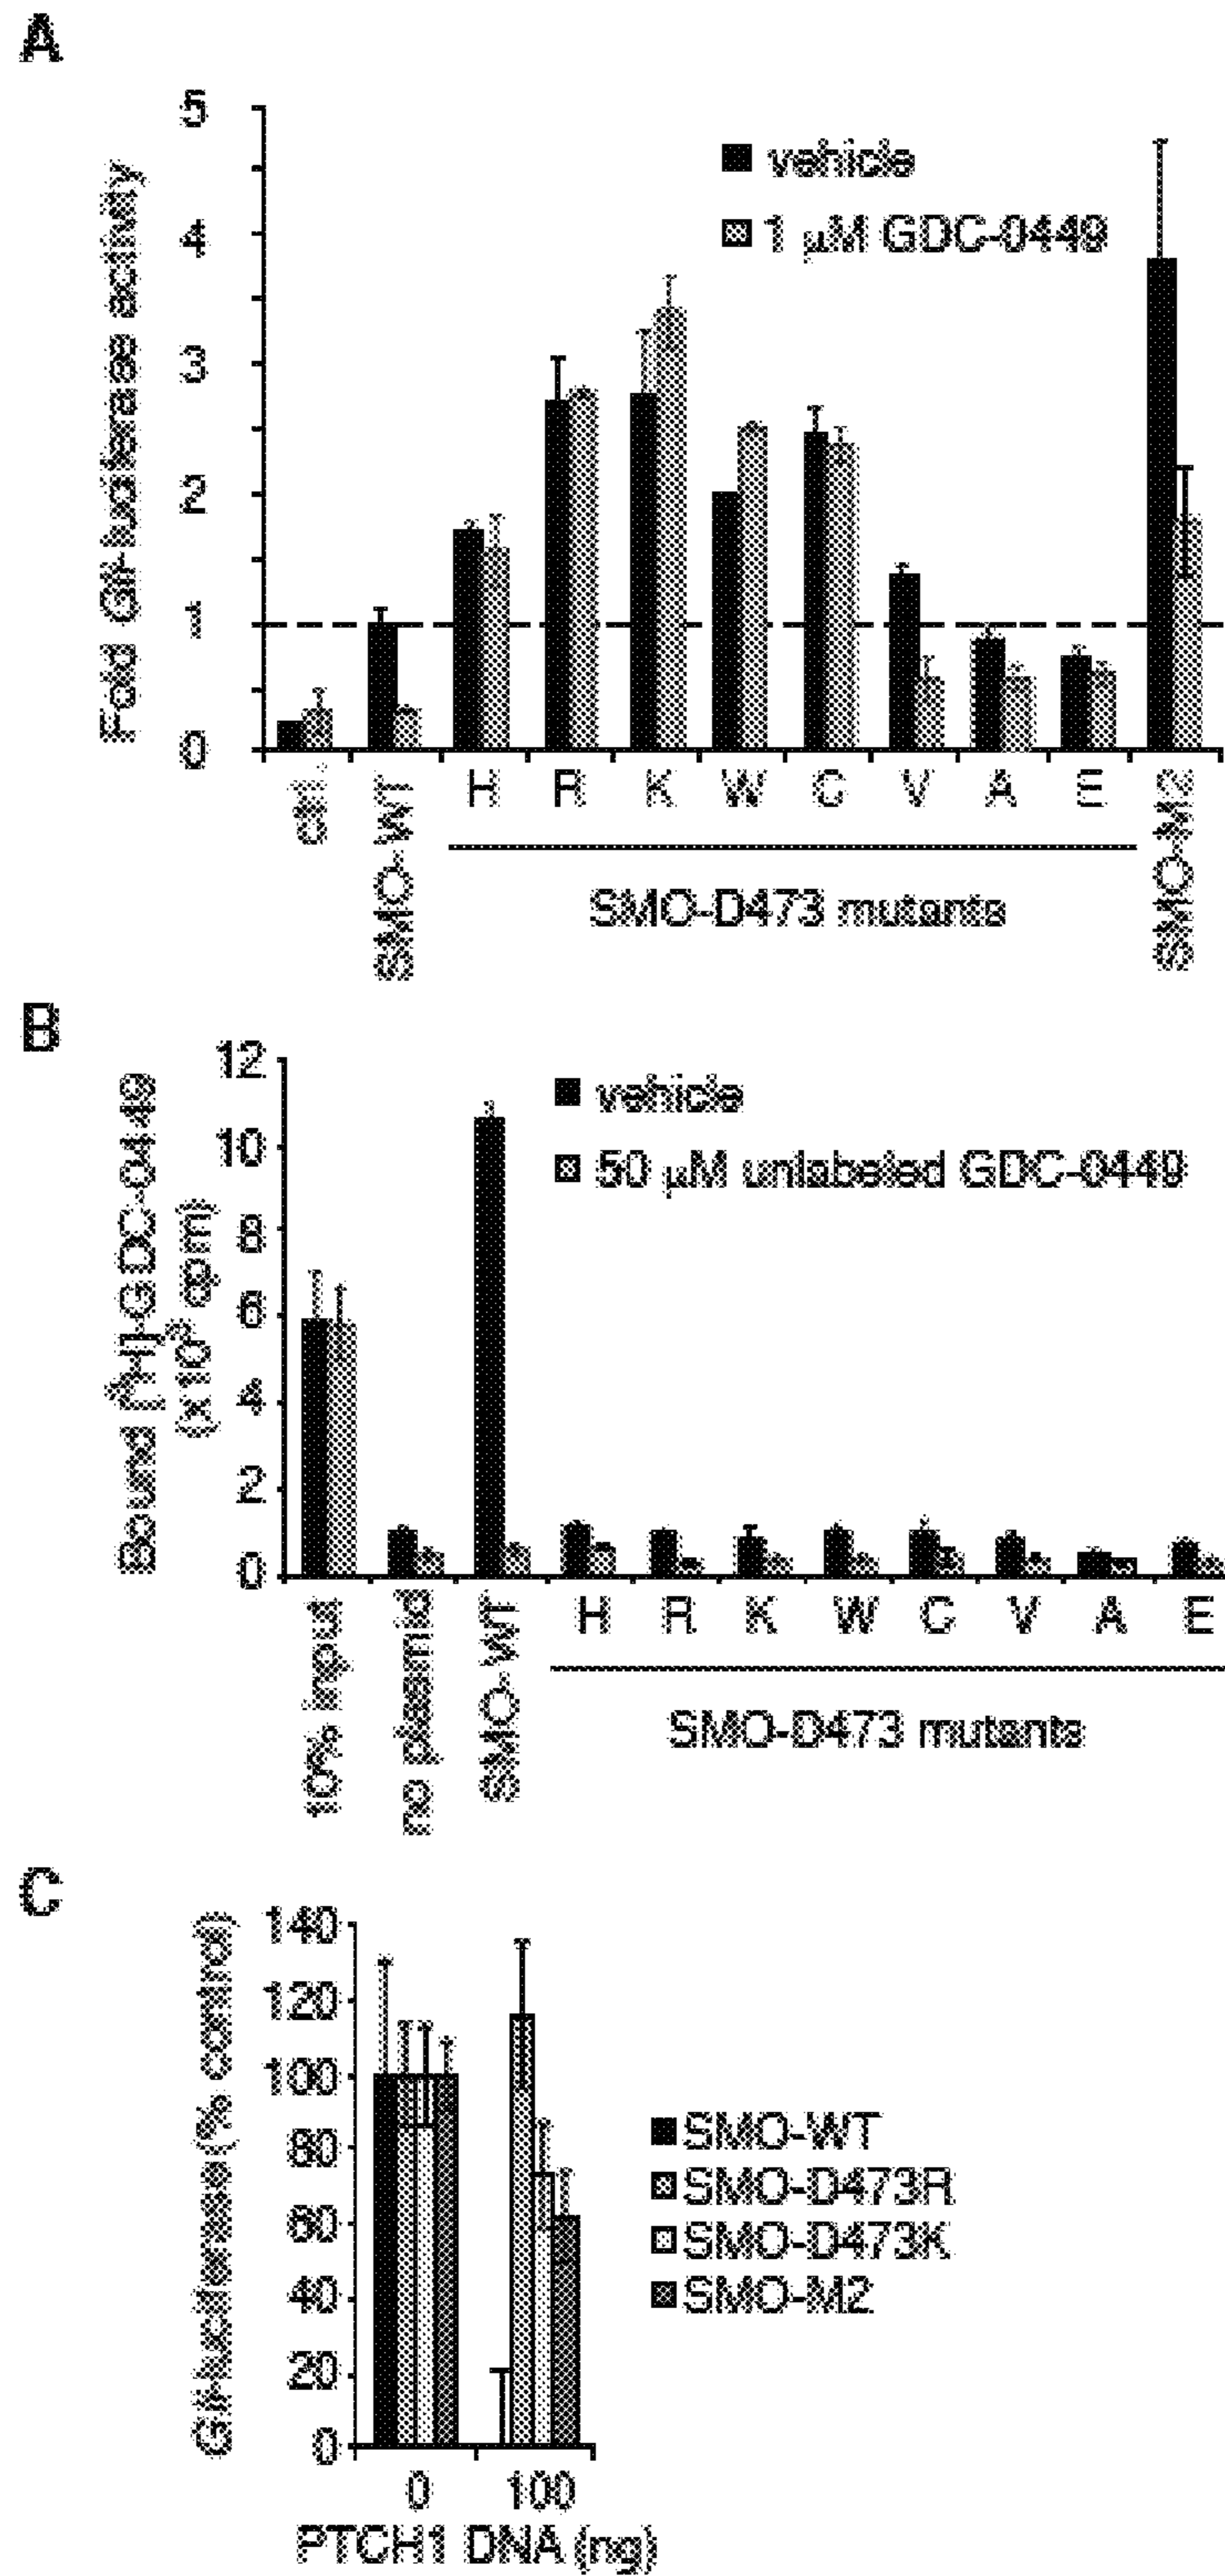 A
Fold Gli-luciferase activity
5
4
3
2
1
0
vehicle
1 μM GDC-0449
ctrl.
SMO-WT
H R K W C V A E
SMO-M2
SMO-D473 mutants
B
Bound [³H]-GDC-0449
(x10³ cpm)
12
10
8
6
4
2
0
vehicle
50 μM unlabeled GDC-0449
10% input
no plasmid
SMO-WT
H R K W C V A E
SMO-D473 mutants
C
Gli-luciferase (% control)
140
120
100
80
60
40
20
0
SMO-WT
SMO-D473R
SMO-D473K
SMO-M2
0 100
PTCH1 DNA (ng)